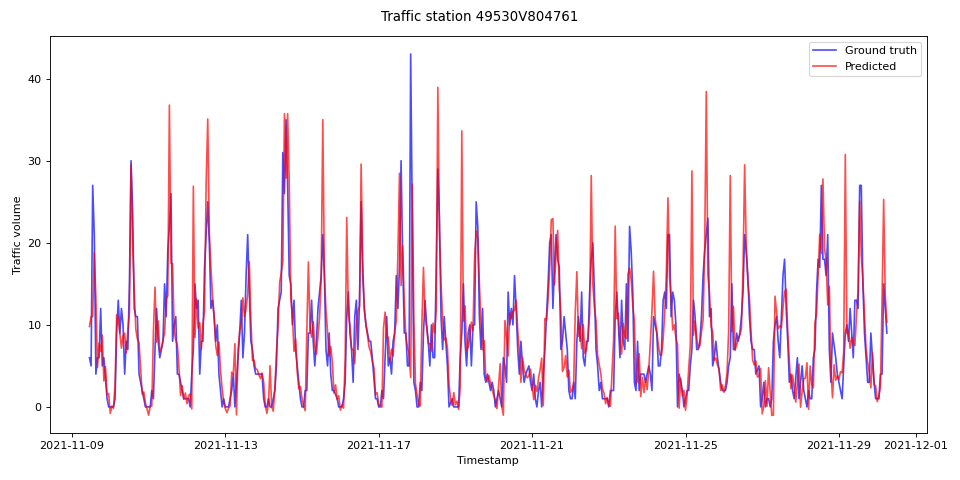 Traffic station 49530V804761
Ground truth
Predicted
Traffic volume
40
30
20
10
0
2021-11-09
2021-11-13
2021-11-17
2021-11-21
2021-11-25
2021-11-29
2021-12-01
Timestamp